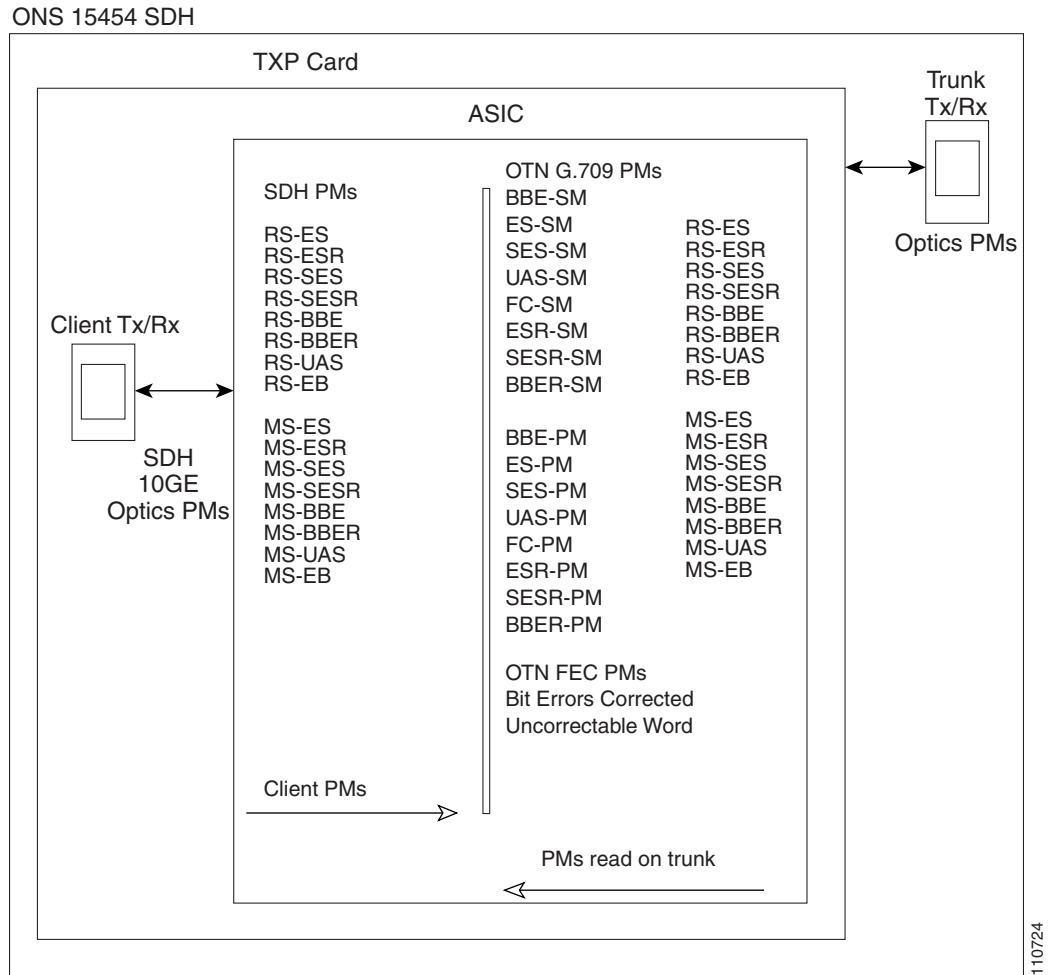 ONS 15454 SDH
TXP Card
ASIC
Trunk
Tx/Rx
Optics PMs
Client Tx/Rx
SDH
10GE
Optics PMs
SDH PMs
RS-ES
RS-ESR
RS-SES
RS-SESR
RS-BBE
RS-BBER
RS-UAS
RS-EB
MS-ES
MS-ESR
MS-SES
MS-SESR
MS-BBE
MS-BBER
MS-UAS
MS-EB
Client PMs
OTN G.709 PMs
BBE-SM
ES-SM
SES-SM
UAS-SM
FC-SM
ESR-SM
SESR-SM
BBER-SM
BBE-PM
ES-PM
SES-PM
UAS-PM
FC-PM
ESR-PM
SESR-PM
BBER-PM
OTN FEC PMs
Bit Errors Corrected
Uncorrectable Word
RS-ES
RS-ESR
RS-SES
RS-SESR
RS-BBE
RS-BBER
RS-UAS
RS-EB
MS-ES
MS-ESR
MS-SES
MS-SESR
MS-BBE
MS-BBER
MS-UAS
MS-EB
PMs read on trunk
110724